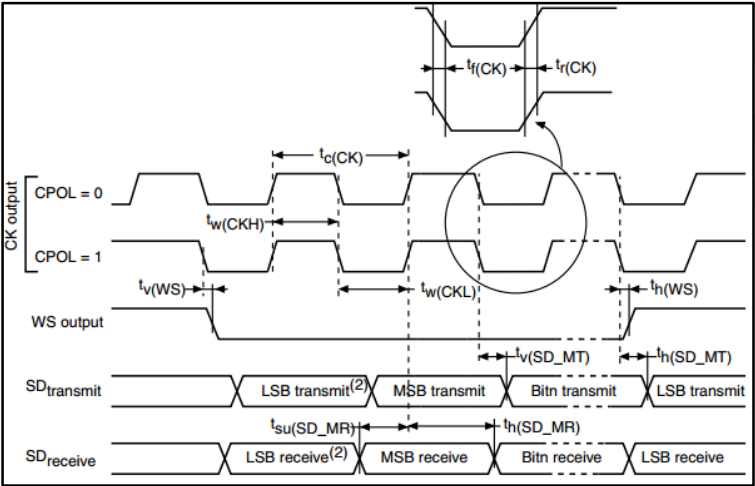 tf(CK) tr(CK)
tc(CK)
CK output
CPOL = 0
tw(CKH)
CPOL = 1
tv(WS) th(WS)
tw(CKL)
WS output
tv(SD_MT) th(SD_MT)
SDtransmit LSB transmit(2) MSB transmit Bitn transmit LSB transmit
tsu(SD_MR) th(SD_MR)
SDreceive LSB receive(2) MSB receive Bitn receive LSB receive